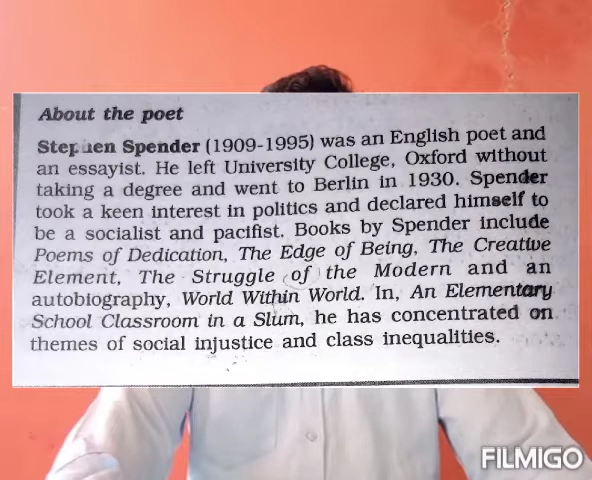 About the poet
Stephen Spender (1909-1995) was an English poet and
an essayist. He left University College, Oxford without
taking a degree and went to Berlin in 1930. Spender
took a keen interest in politics and declared himself to
be a socialist and pacifist. Books by Spender include
Poems of Dedication, The Edge of Being, The Creative
Element, The Struggle of the Modern and an
autobiography, World Within World. In, An Elementary
School Classroom in a Slum, he has concentrated on
themes of social injustice and class inequalities.
FILMIGO